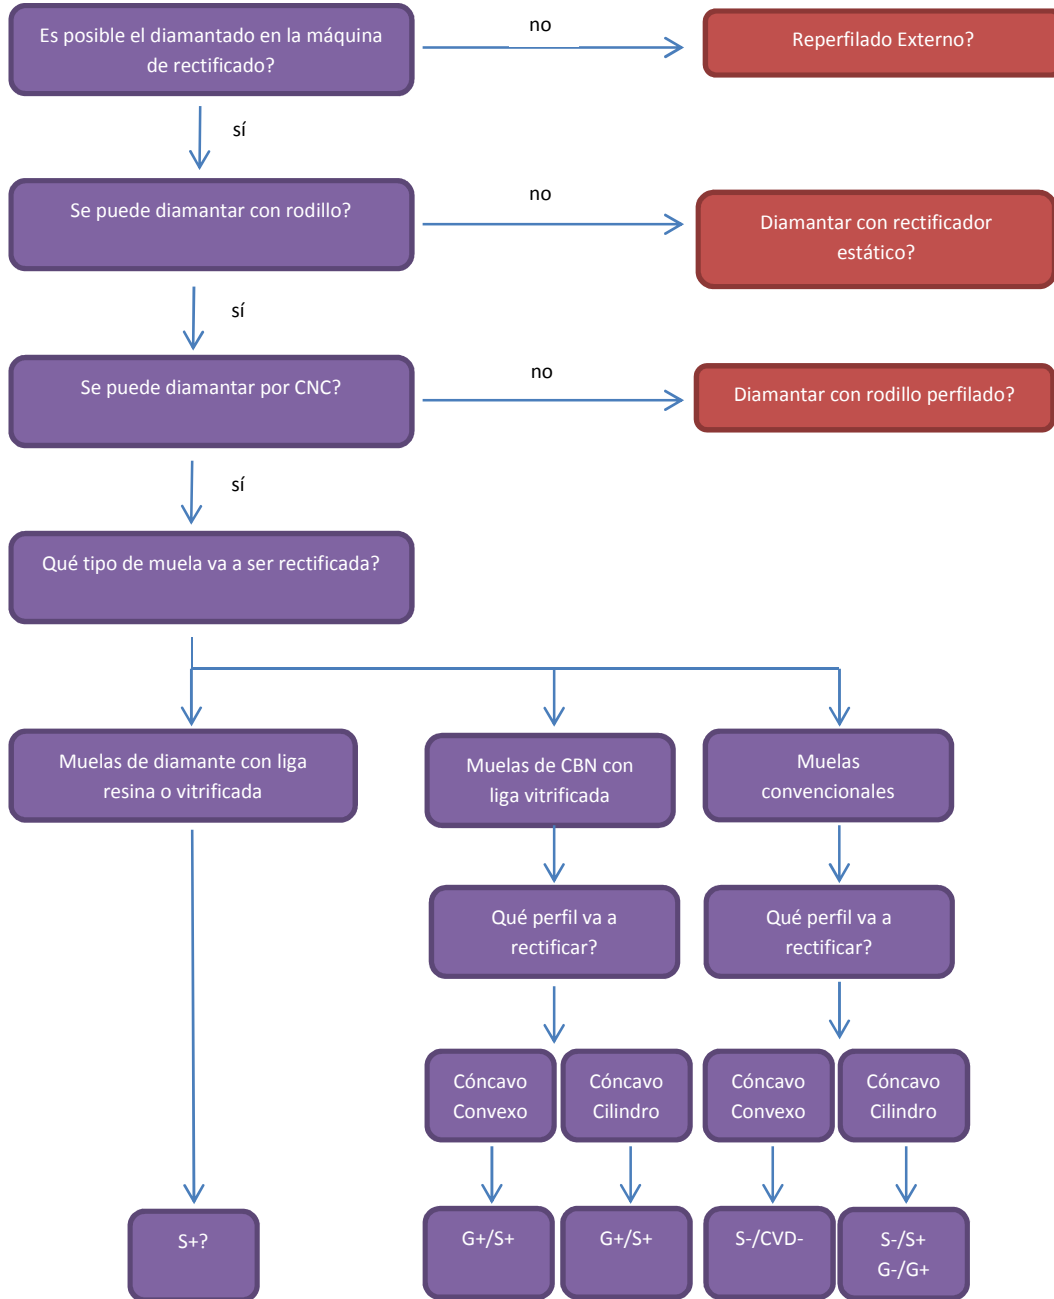 Es posible el diamantado en la máquina
de rectificado?
no
Reperfilado Externo?
sí
Se puede diamantar con rodillo?
no
Diamantar con rectificador
estático?
sí
Se puede diamantar por CNC?
no
Diamantar con rodillo perfilado?
sí
Qué tipo de muela va a ser rectificada?
Muelas de diamante con liga
resina o vitrificada
Muelas de CBN con
liga vitrificada
Muelas
convencionales
Qué perfil va a
rectificar?
Qué perfil va a
rectificar?
Cóncavo
Convexo
Cóncavo
Cilindro
Cóncavo
Convexo
Cóncavo
Cilindro
S+?
G+/S+
G+/S+
S-/CVD-
S-/S+
G-/G+